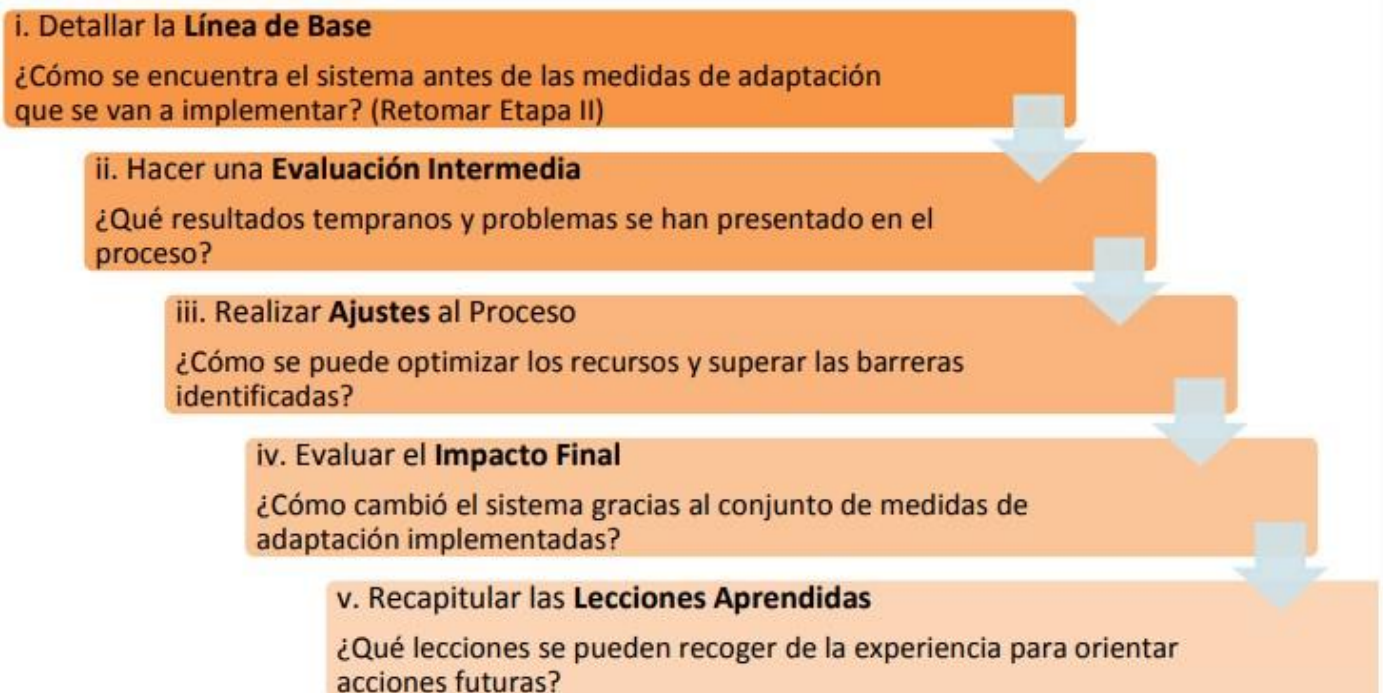 i. Detallar la Línea de Base
¿Cómo se encuentra el sistema antes de las medidas de adaptación
que se van a implementar? (Retomar Etapa II)
ii. Hacer una Evaluación Intermedia
¿Qué resultados tempranos y problemas se han presentado en el
proceso?
iii. Realizar Ajustes al Proceso
¿Cómo se puede optimizar los recursos y superar las barreras
identificadas?
iv. Evaluar el Impacto Final
¿Cómo cambió el sistema gracias al conjunto de medidas de
adaptación implementadas?
v. Recapitular las Lecciones Aprendidas
¿Qué lecciones se pueden recoger de la experiencia para orientar
acciones futuras?